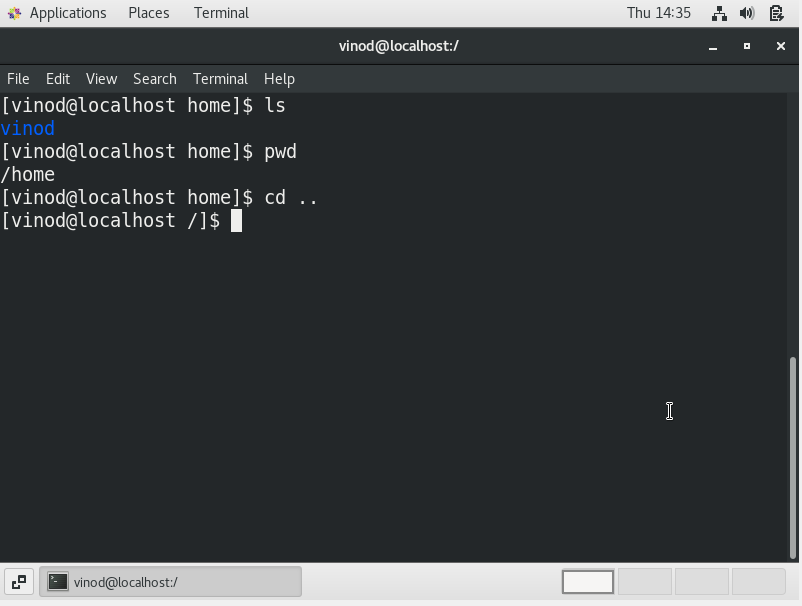 Applications Places Terminal Thu 14:35
vinod@localhost:/
File Edit View Search Terminal Help
[vinod@localhost home]$ ls
vinod
[vinod@localhost home]$ pwd
/home
[vinod@localhost home]$ cd ..
[vinod@localhost /]$
vinod@localhost:/